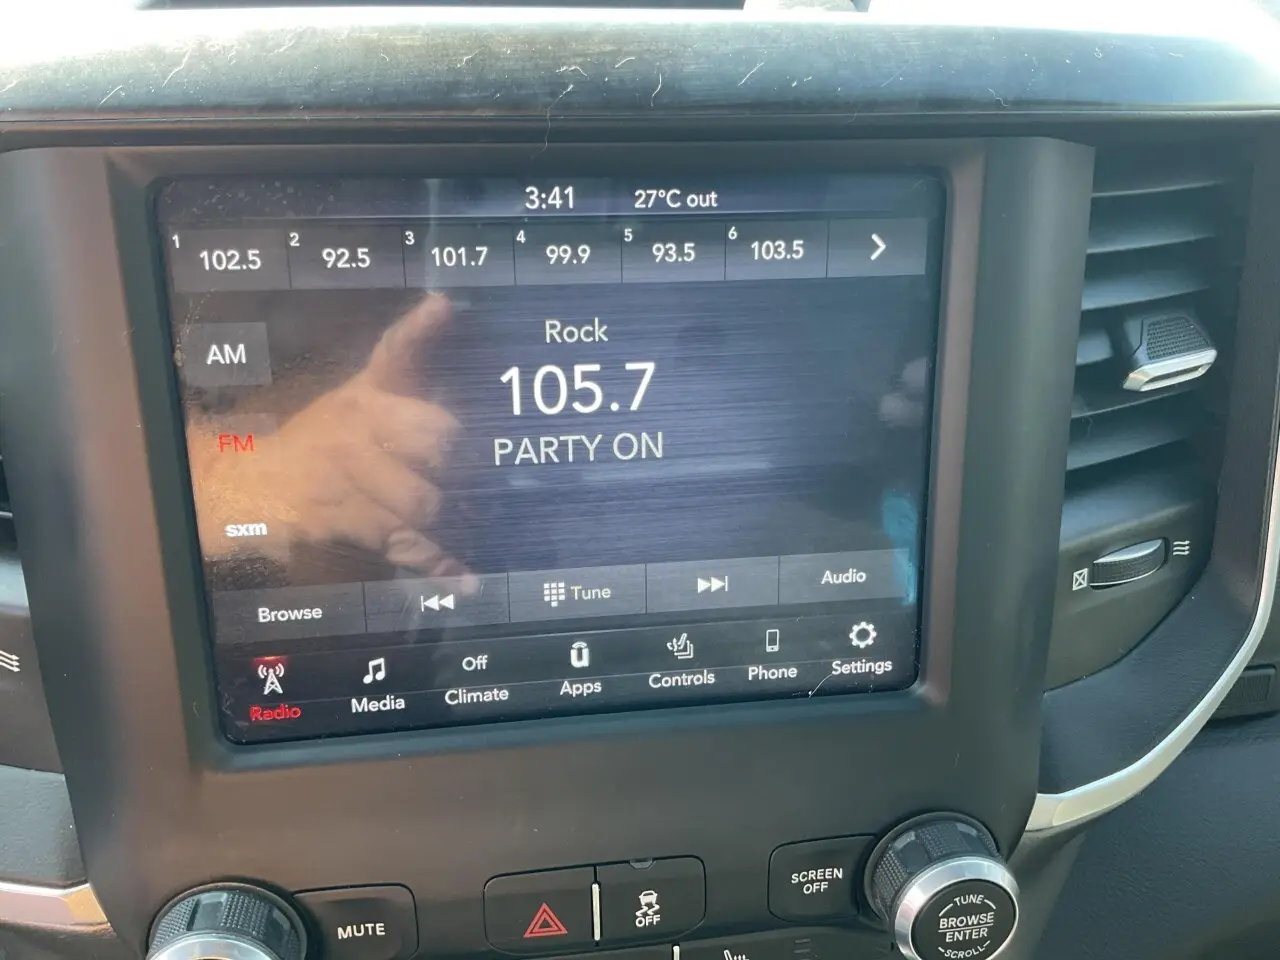 3:41 27°C out
1 102.5 2 92.5 3 101.7 4 99.9 5 93.5 6 103.5
Rock
AM
105.7
FM
PARTY ON
sxm
Browse Tune Audio
Radio Media Off Climate Apps Controls Phone Settings
MUTE
OFF
SCREEN
OFF
TUNE
BROWSE
ENTER
SCROLL